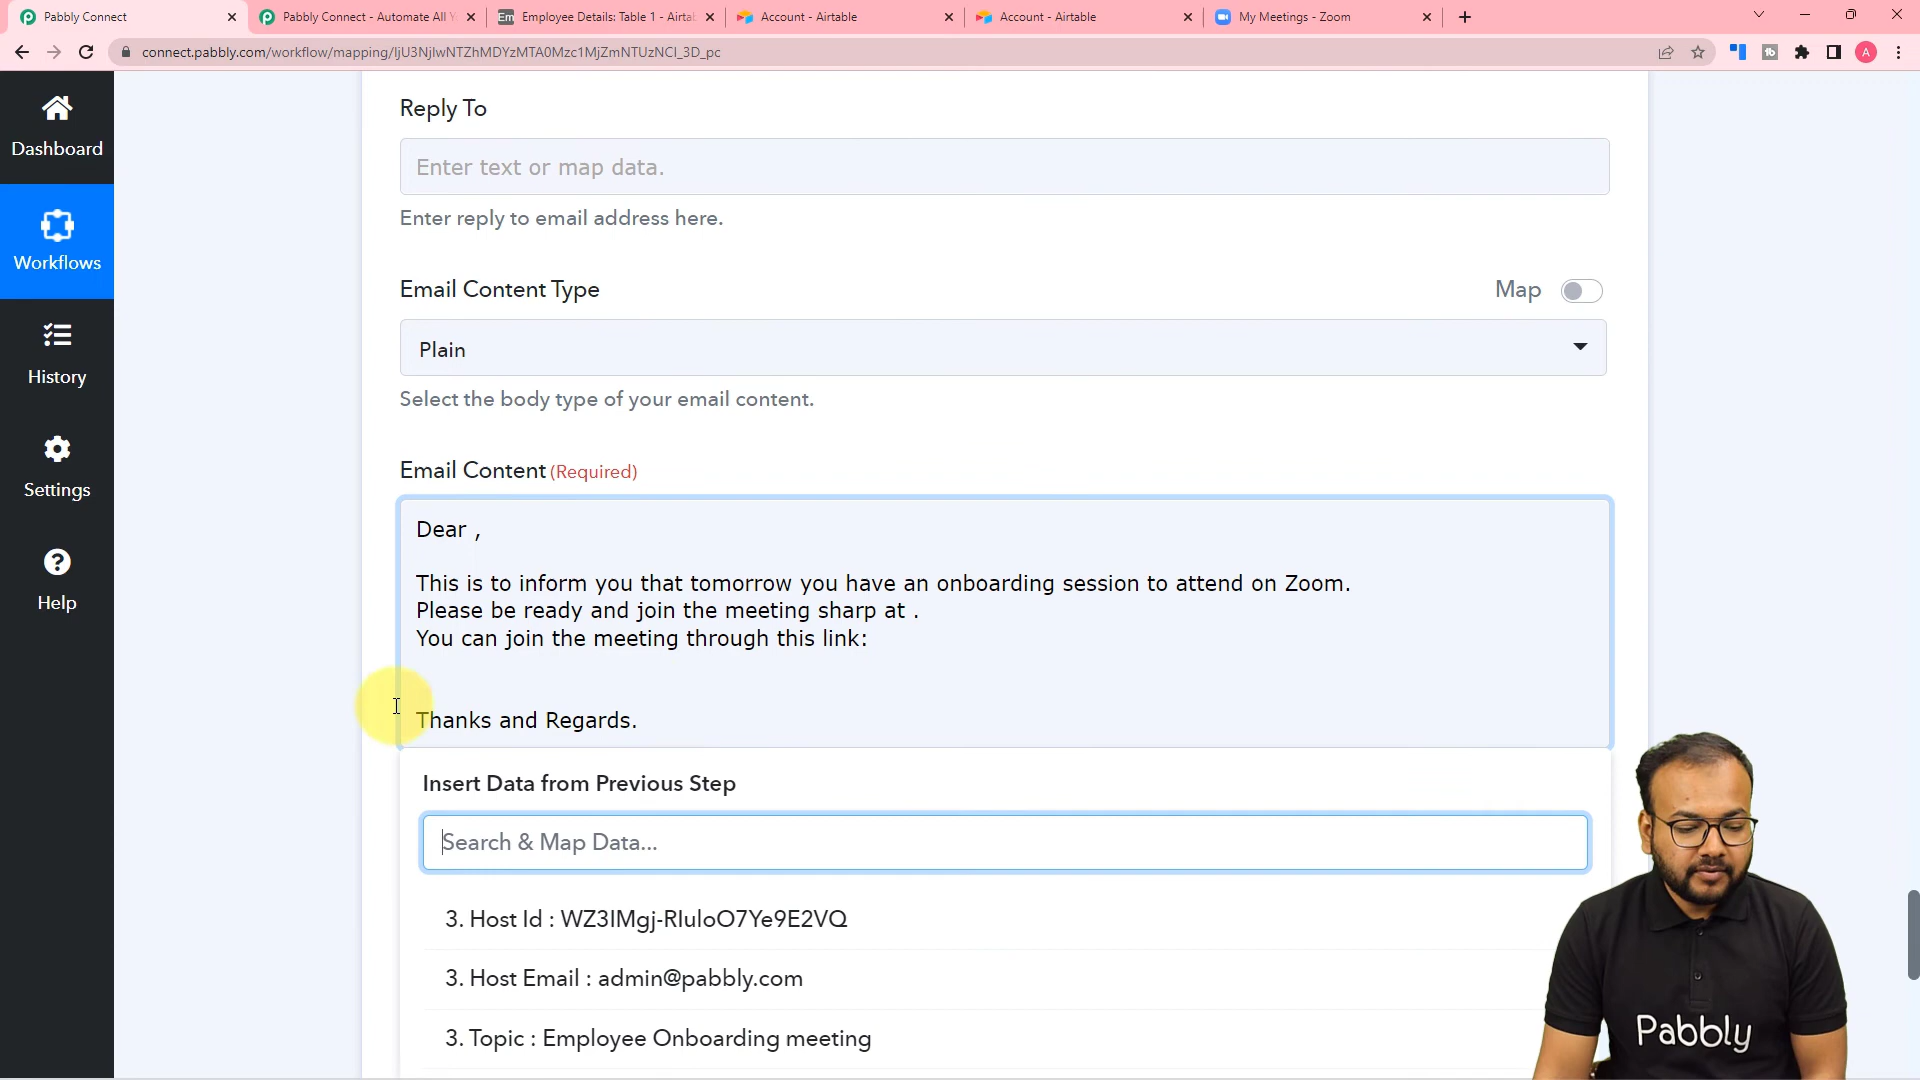 Pabbly Connect
Pabbly Connect - Automate All Y
Employee Details: Table 1 - Airtab
Account - Airtable
Account - Airtable
My Meetings - Zoom
connect.pabbly.com/workflow/mapping/IjU3NjIwNTZhMDYzMTA0Mzc1MjZmNTUzNCI_3D_pc
A
Dashboard
Workflows
History
Settings
Help
Reply To
Enter text or map data.
Enter reply to email address here.
Email Content Type
Map
Plain
Select the body type of your email content.
Email Content (Required)
Dear ,
This is to inform you that tomorrow you have an onboarding session to attend on Zoom.
Please be ready and join the meeting sharp at .
You can join the meeting through this link:
Thanks and Regards.
Insert Data from Previous Step
Search & Map Data...
3. Host Id : WZ3IMgj-RIuloO7Ye9E2VQ
3. Host Email : admin@pabbly.com
3. Topic : Employee Onboarding meeting
Pabbly